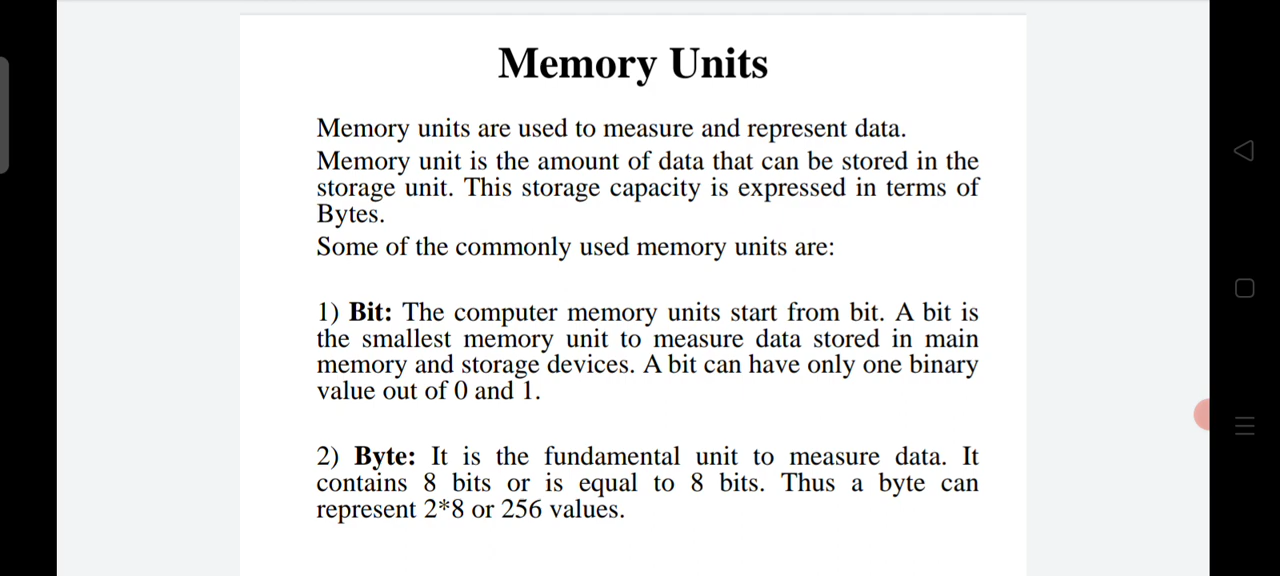 Memory Units
Memory units are used to measure and represent data.
Memory unit is the amount of data that can be stored in the
storage unit. This storage capacity is expressed in terms of
Bytes.
Some of the commonly used memory units are:
1) Bit: The computer memory units start from bit. A bit is
the smallest memory unit to measure data stored in main
memory and storage devices. A bit can have only one binary
value out of 0 and 1.
2) Byte: It is the fundamental unit to measure data. It
contains 8 bits or is equal to 8 bits. Thus a byte can
represent 2*8 or 256 values.